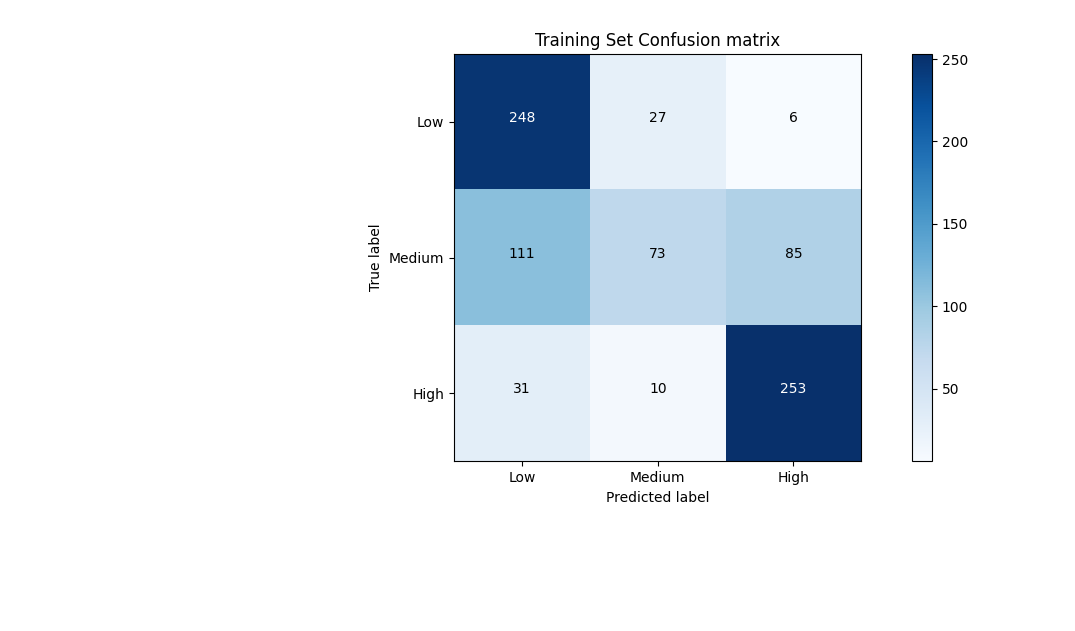 Training Set Confusion matrix
True label
Low
248 27 6
Medium
111 73 85
High
31 10 253
Low Medium High
Predicted label
250
200
150
100
50